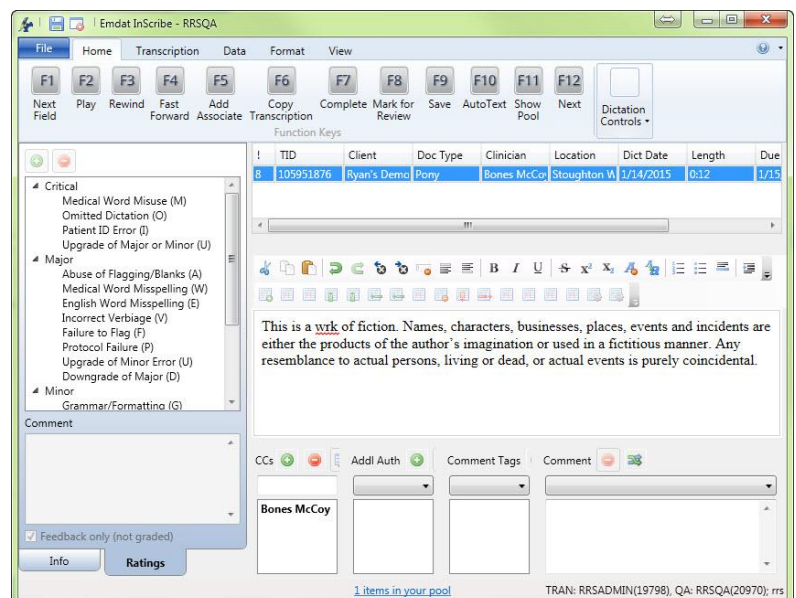 Emdat InScribe - RRSQA
File Home Transcription Data Format View
F1 F2 F3 F4 F5 F6 F7 F8 F9 F10 F11 F12
Next Field Play Rewind Fast Forward Add Associate Copy Transcription Complete Mark for Review Save AutoText Show Pool Next Dictation Controls
Function Keys
! TID Client Doc Type Clinician Location Dict Date Length Due
8 105951876 Ryan's Demo Pony Bones McCoy Stoughton W 1/14/2015 0:12 1/15
Critical
Medical Word Misuse (M)
Omitted Dictation (O)
Patient ID Error (I)
Upgrade of Major or Minor (U)
Major
Abuse of Flagging/Blanks (A)
Medical Word Misspelling (W)
English Word Misspelling (E)
Incorrect Verbiage (V)
Failure to Flag (F)
Protocol Failure (P)
Upgrade of Minor Error (U)
Downgrade of Major (D)
Minor
Grammar/Formatting (G)
Comment
Feedback only (not graded)
Info Ratings
B I U S x² X₂
This is a wrk of fiction. Names, characters, businesses, places, events and incidents are
either the products of the author's imagination or used in a fictitious manner. Any
resemblance to actual persons, living or dead, or actual events is purely coincidental.
CCs Addl Auth Comment Tags Comment
Bones McCoy
1 items in your pool
TRAN: RRSADMIN(19798), QA: RRSQA(20970); rrs